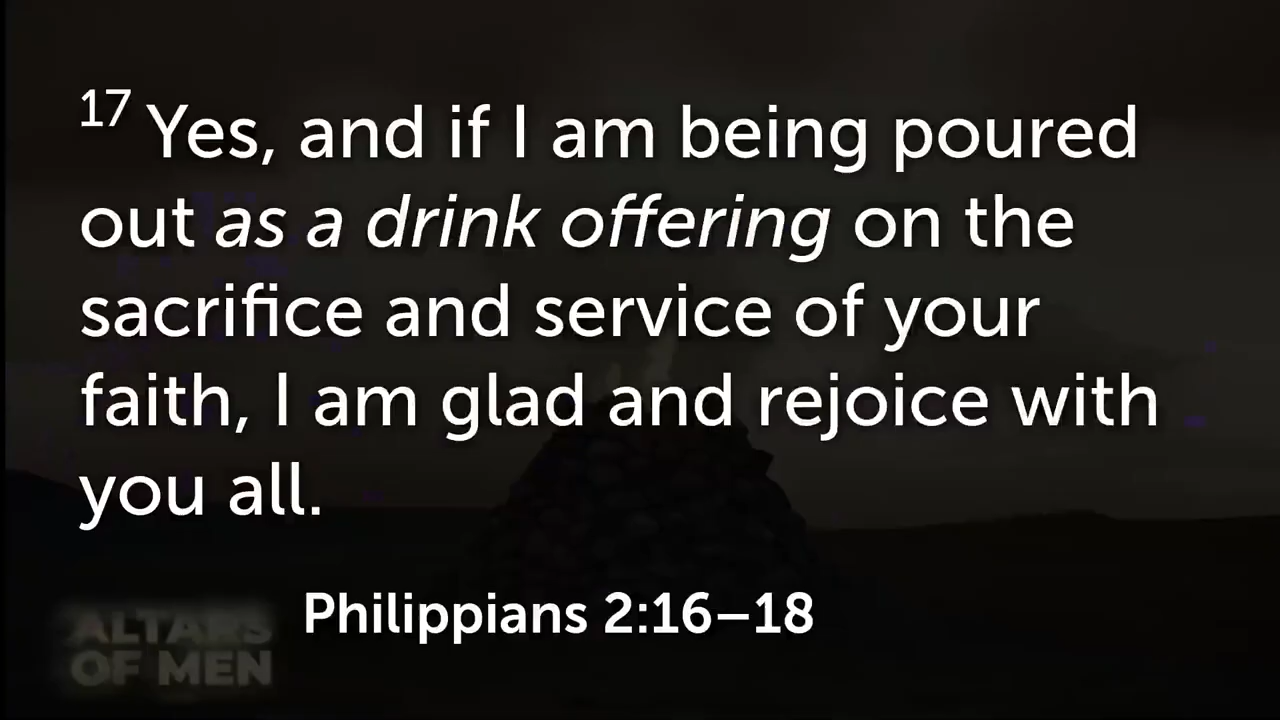 17 Yes, and if I am being poured
out as a drink offering on the
sacrifice and service of your
faith, I am glad and rejoice with
you all.
Philippians 2:16–18
ALTARS
OF MEN